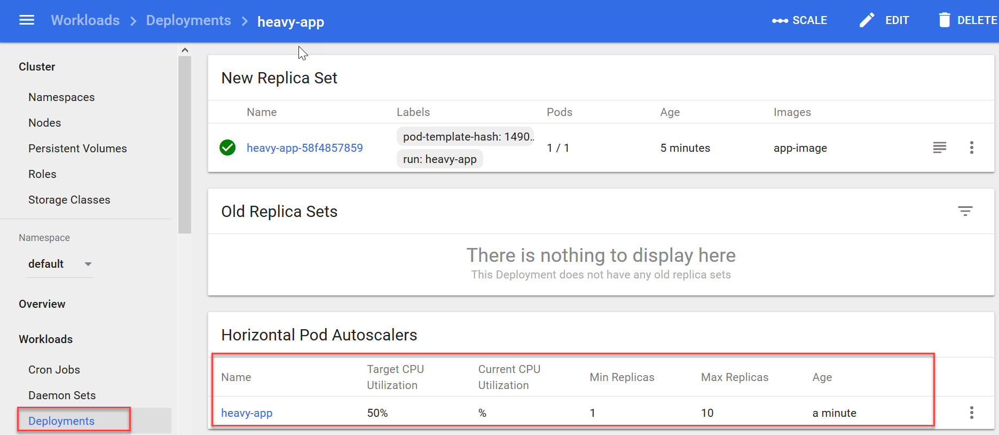 Workloads > Deployments > heavy-app
SCALE
EDIT
DELETE
Cluster
Namespaces
Nodes
Persistent Volumes
Roles
Storage Classes
Namespace
default
Overview
Workloads
Cron Jobs
Daemon Sets
Deployments
New Replica Set
Name Labels Pods Age Images
heavy-app-58f4857859 pod-template-hash: 1490.. run: heavy-app 1 / 1 5 minutes app-image
Old Replica Sets
There is nothing to display here
This Deployment does not have any old replica sets
Horizontal Pod Autoscalers
Name Target CPU Utilization Current CPU Utilization Min Replicas Max Replicas Age
heavy-app 50% % 1 10 a minute